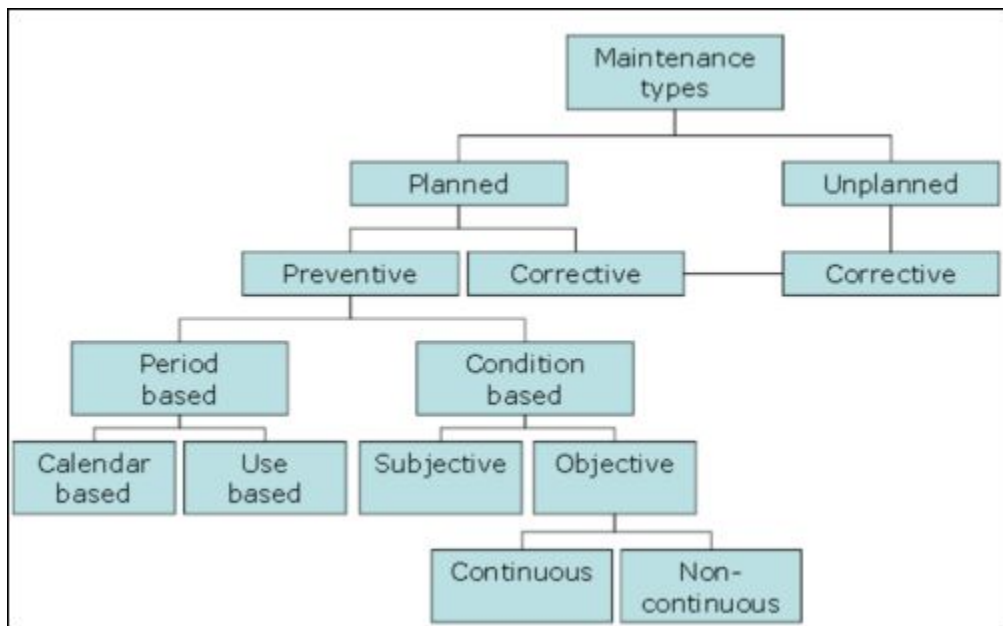 Maintenance
types
Planned
Unplanned
Preventive
Corrective
Corrective
Period
based
Condition
based
Calendar
based
Use
based
Subjective
Objective
Continuous
Non-
continuous